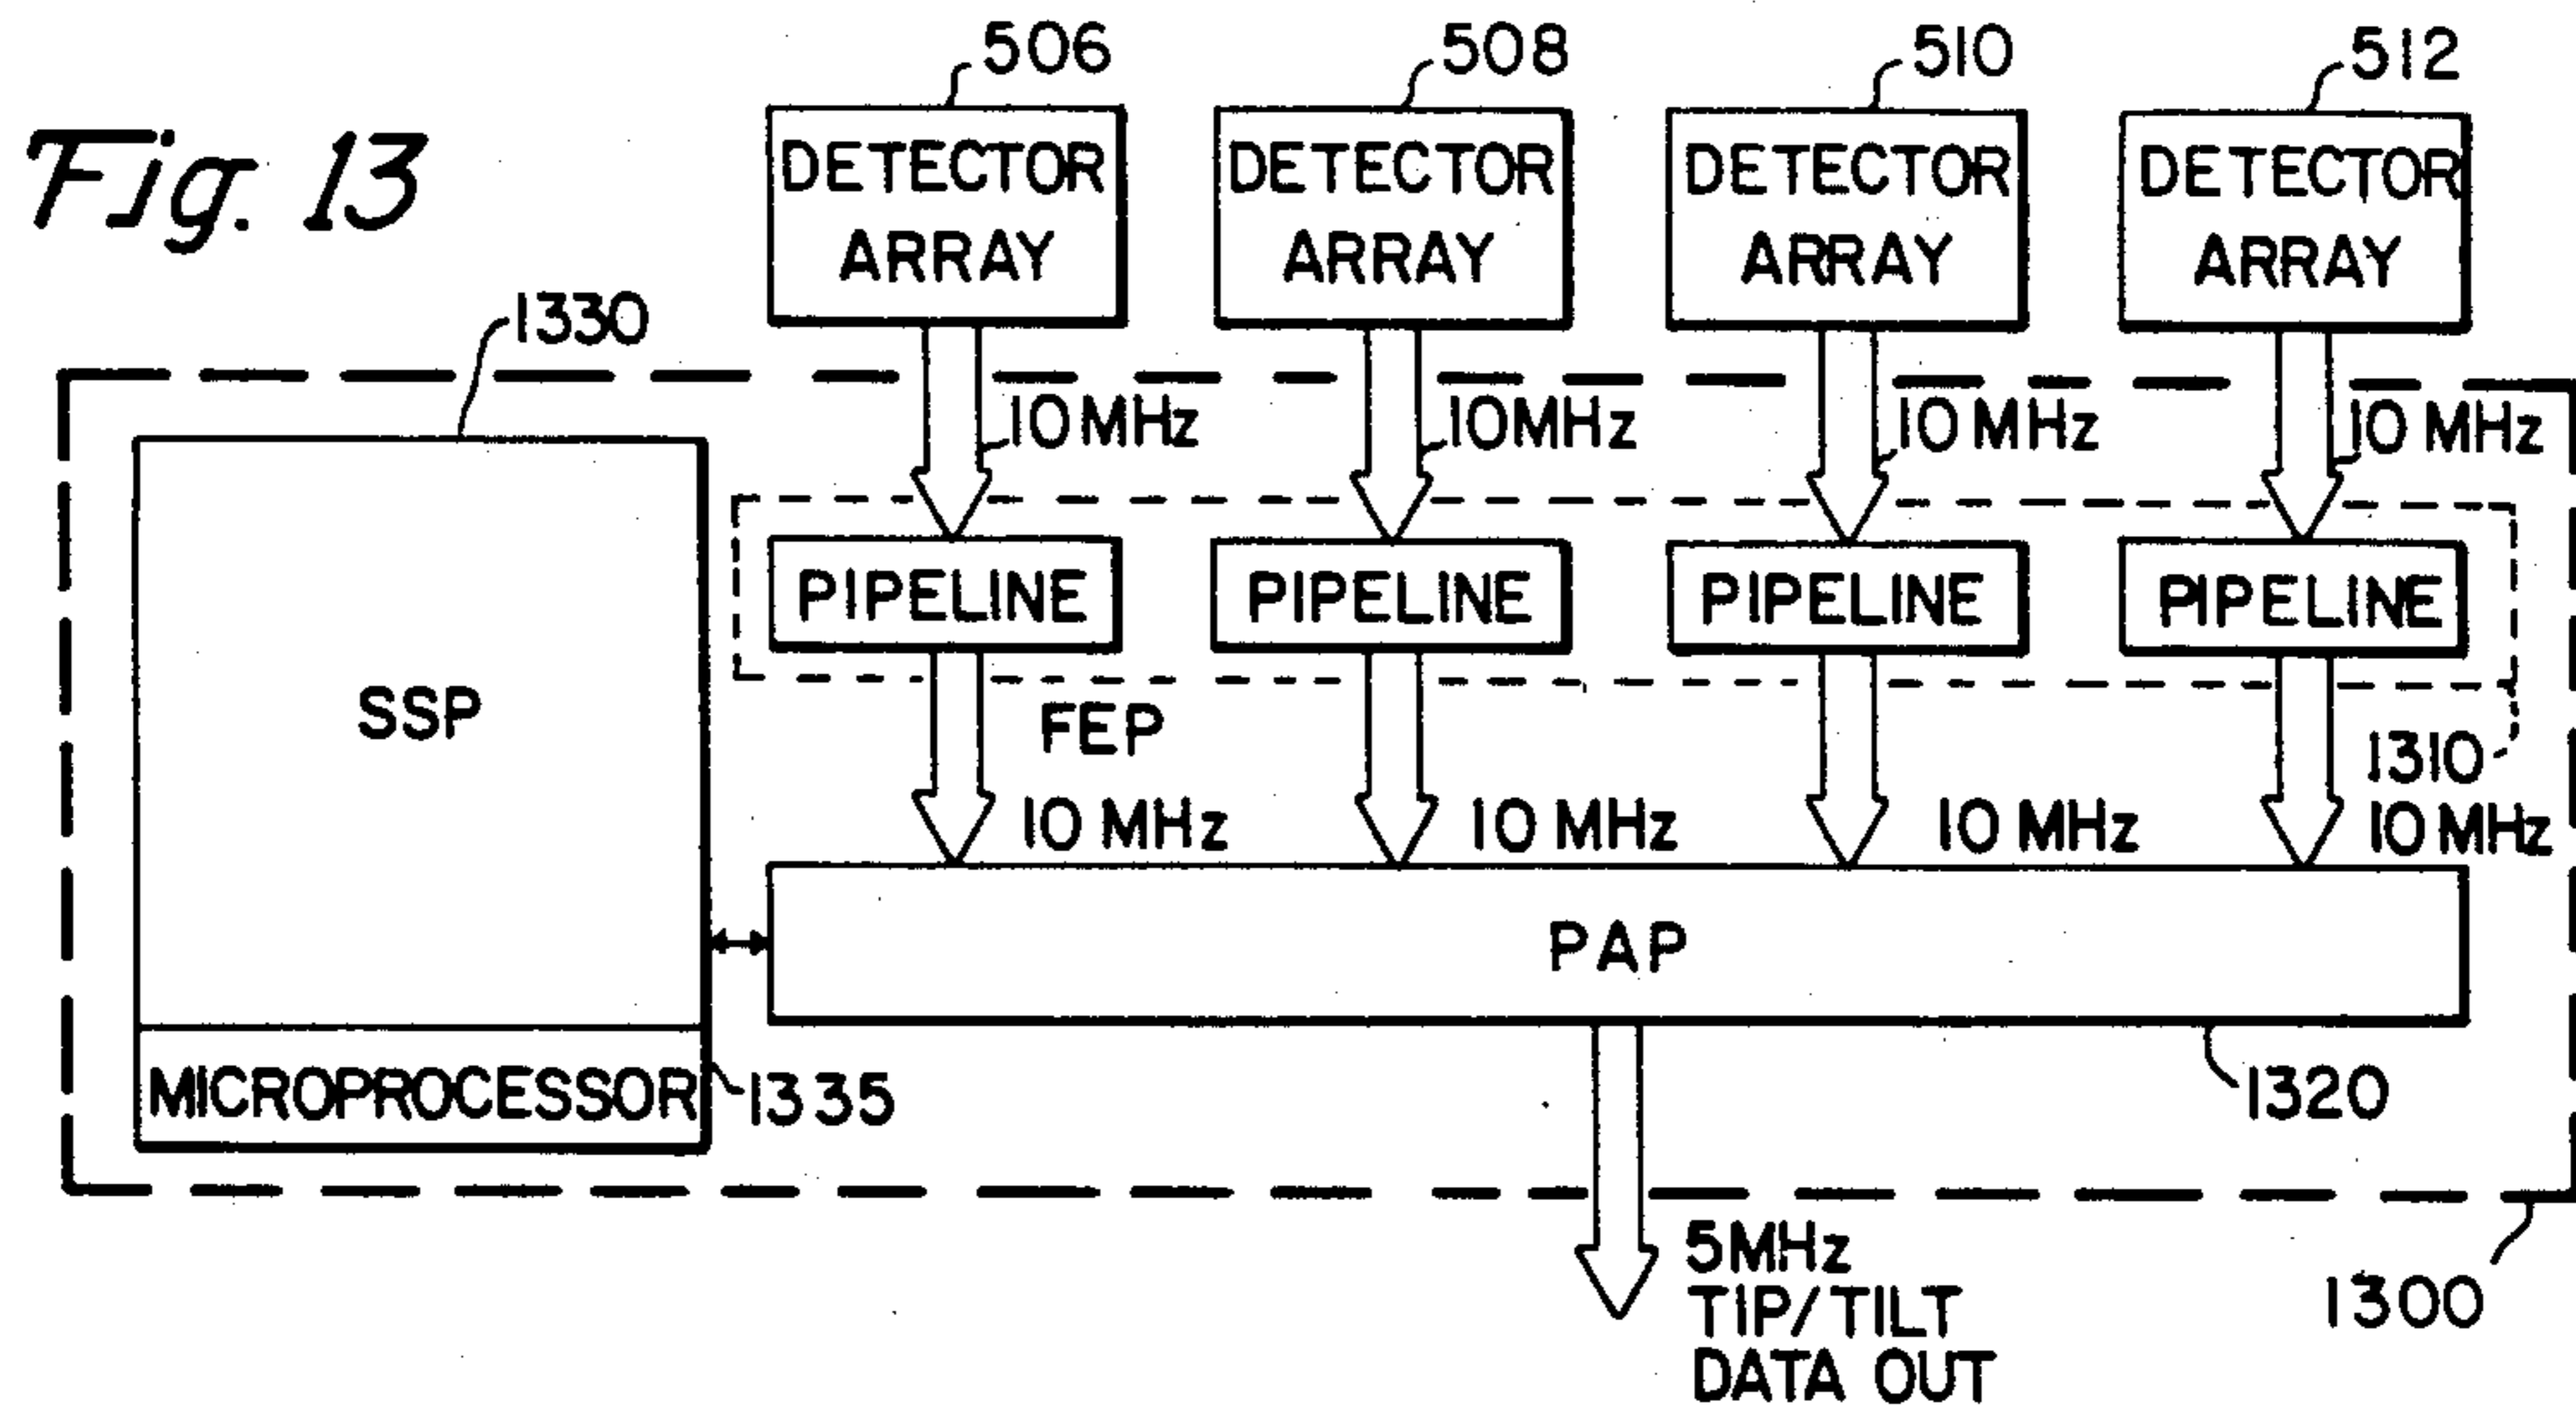 Fig. 13
506
508
510
512
DETECTOR ARRAY
DETECTOR ARRAY
DETECTOR ARRAY
DETECTOR ARRAY
1330
10 MHz
10 MHz
10 MHz
10 MHz
PIPELINE
PIPELINE
PIPELINE
PIPELINE
SSP
FEP
1310
10 MHz
10 MHz
10 MHz
10 MHz
PAP
MICROPROCESSOR
1335
1320
5MHz
TIP/TILT
DATA OUT
1300